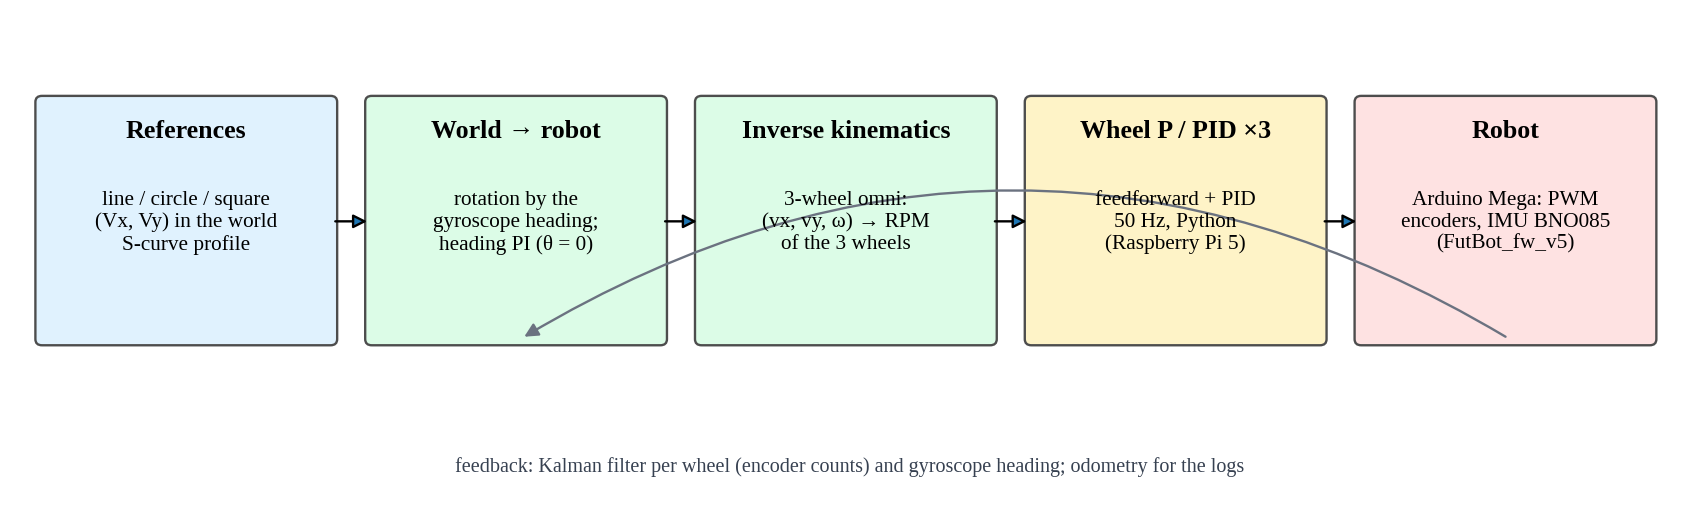 References
line / circle / square
(Vx, Vy) in the world
S-curve profile
World → robot
rotation by the
gyroscope heading;
heading PI (θ = 0)
Inverse kinematics
3-wheel omni:
(vx, vy, ω) → RPM
of the 3 wheels
Wheel P / PID ×3
feedforward + PID
50 Hz, Python
(Raspberry Pi 5)
Robot
Arduino Mega: PWM
encoders, IMU BNO085
(FutBot_fw_v5)
feedback: Kalman filter per wheel (encoder counts) and gyroscope heading; odometry for the logs